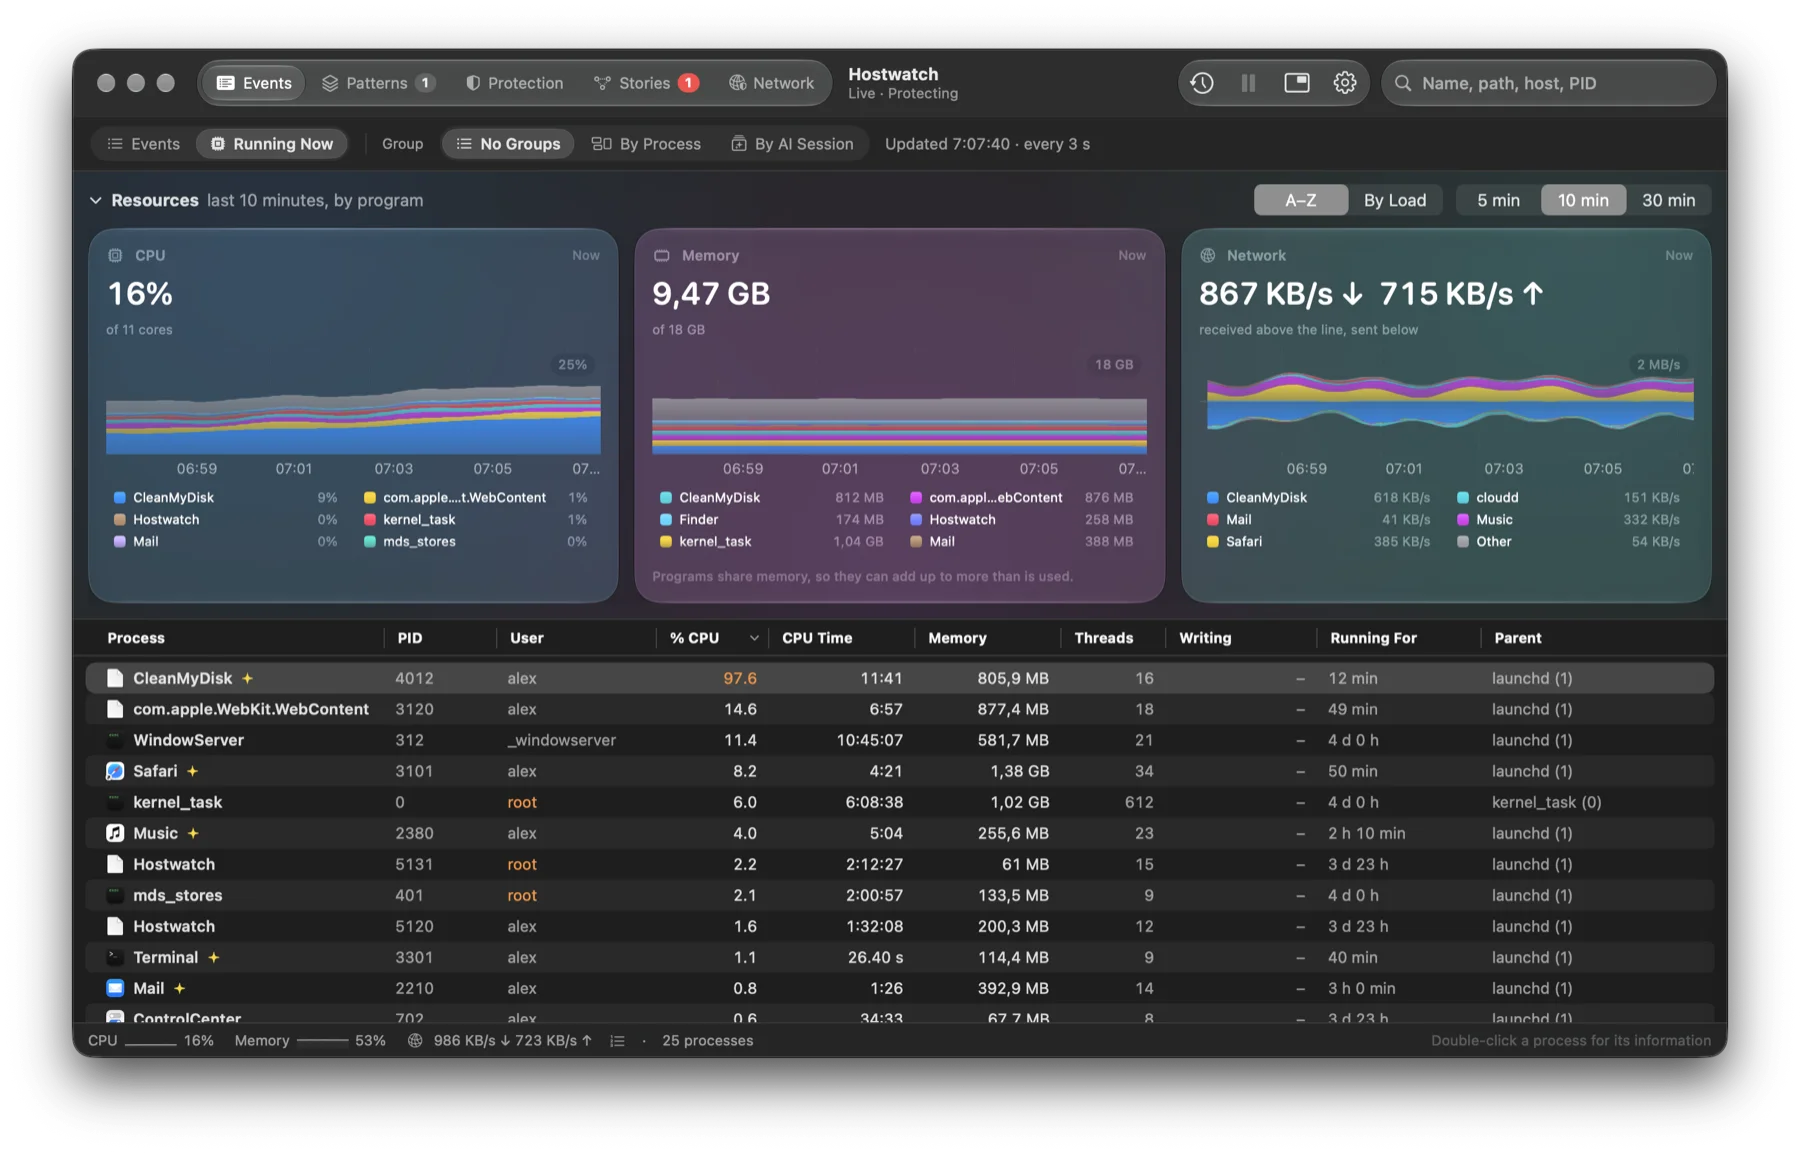 Events Patterns 1 Protection Stories 1 Network
Hostwatch
Live · Protecting
Name, path, host, PID
Events Running Now Group No Groups By Process By AI Session Updated 7:07:40 · every 3 s
Resources last 10 minutes, by program
A–Z By Load 5 min 10 min 30 min
CPU Now
16%
of 11 cores
25%
06:59 07:01 07:03 07:05 07...
CleanMyDisk 9% com.apple....t.WebContent 1%
Hostwatch 0% kernel_task 1%
Mail 0% mds_stores 0%
Memory Now
9,47 GB
of 18 GB
18 GB
06:59 07:01 07:03 07:05 07...
CleanMyDisk 812 MB com.appl...ebContent 876 MB
Finder 174 MB Hostwatch 258 MB
kernel_task 1,04 GB Mail 388 MB
Programs share memory, so they can add up to more than is used.
Network Now
867 KB/s ↓ 715 KB/s ↑
received above the line, sent below
2 MB/s
06:59 07:01 07:03 07:05
CleanMyDisk 618 KB/s cloudd 151 KB/s
Mail 41 KB/s Music 332 KB/s
Safari 385 KB/s Other 54 KB/s
Process PID User % CPU CPU Time Memory Threads Writing Running For Parent
CleanMyDisk 4012 alex 97.6 11:41 805,9 MB 16 – 12 min launchd (1)
com.apple.WebKit.WebContent 3120 alex 14.6 6:57 877,4 MB 18 – 49 min launchd (1)
WindowServer 312 _windowserver 11.4 10:45:07 581,7 MB 21 – 4 d 0 h launchd (1)
Safari 3101 alex 8.2 4:21 1,38 GB 34 – 50 min launchd (1)
kernel_task 0 root 6.0 6:08:38 1,02 GB 612 – 4 d 0 h kernel_task (0)
Music 2380 alex 4.0 5:04 255,6 MB 23 – 2 h 10 min launchd (1)
Hostwatch 5131 root 2.2 2:12:27 61 MB 15 – 3 d 23 h launchd (1)
mds_stores 401 root 2.1 2:00:57 133,5 MB 9 – 4 d 0 h launchd (1)
Hostwatch 5120 alex 1.6 1:32:08 200,3 MB 12 – 3 d 23 h launchd (1)
Terminal 3301 alex 1.1 26.40 s 114,4 MB 9 – 40 min launchd (1)
Mail 2210 alex 0.8 1:26 392,9 MB 14 – 3 h 0 min launchd (1)
ControlCenter 702 alex 0.6 34:33 67,7 MB 8 – 3 d 23 h launchd (1)
CPU 16% Memory 53% 986 KB/s ↓ 723 KB/s ↑ · 25 processes
Double-click a process for its information